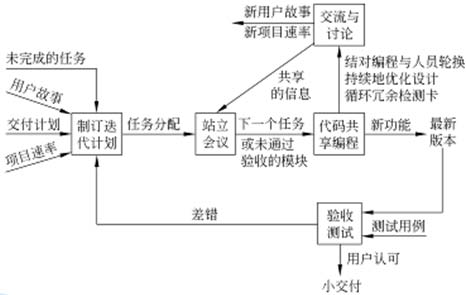 新用户故事
新项目速率
交流与
讨论
未完成的任务
用户故事
交付计划
项目速率
制订迭
代计划
任务分配
站立
会议
共享
的信息
下一个任务
或未通过
验收的模块
代码共
享编程
结对编程与人员轮换
持续地优化设计
循环冗余检测卡
新功能
最新
版本
差错
验收
测试
测试用例
用户认可
小交付